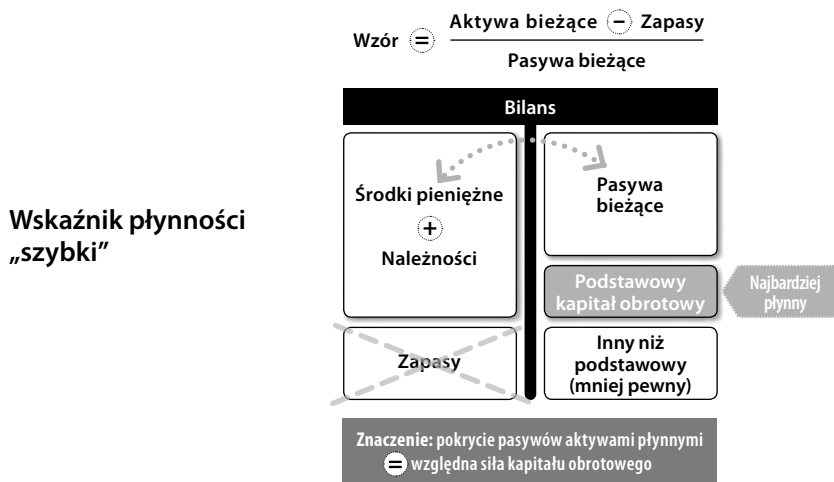 Wzór = Aktywa bieżące − Zapasy
Pasywa bieżące
Bilans
Wskaźnik płynności
„szybki”
Środki pieniężne
+
Należności
Pasywa
bieżące
Podstawowy
kapitał obrotowy
Najbardziej
płynny
Zapasy
Inny niż
podstawowy
(mniej pewny)
Znaczenie: pokrycie pasywów aktywami płynnymi
= względna siła kapitału obrotowego